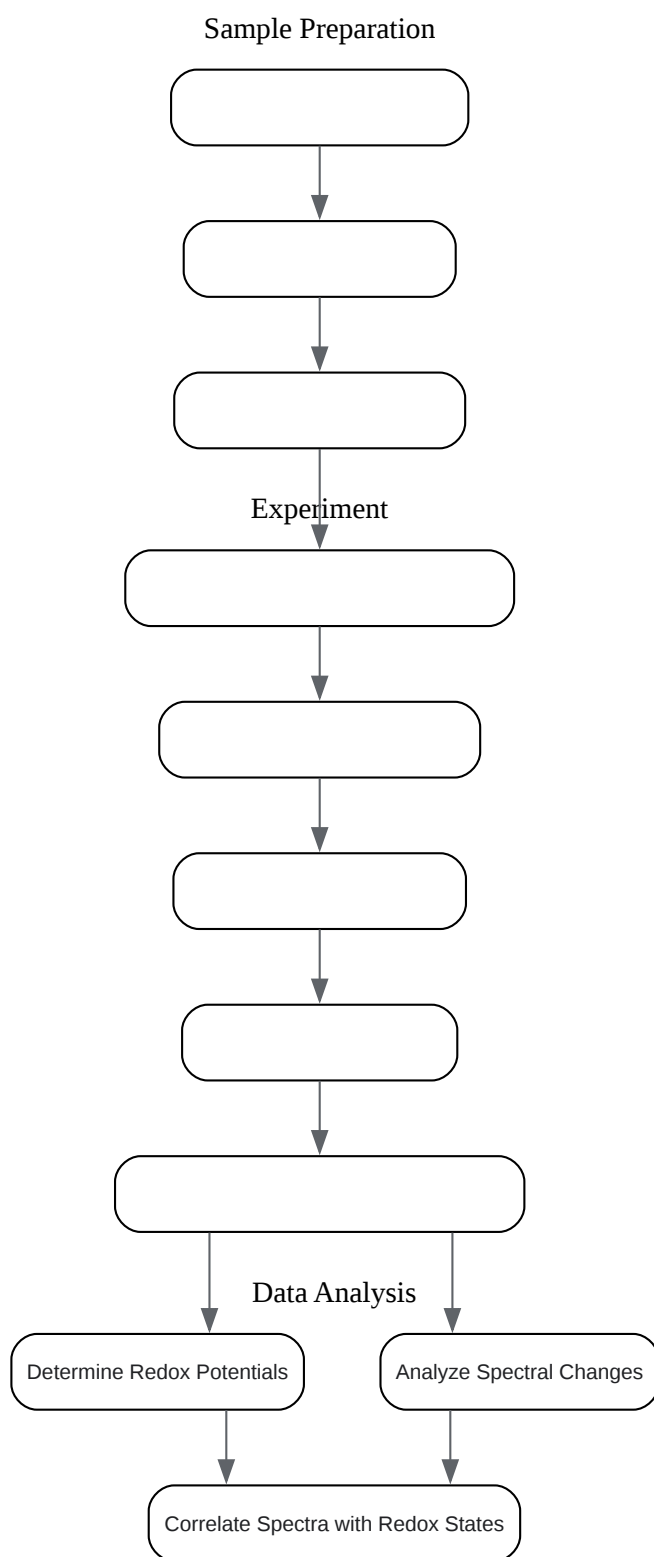 Sample Preparation
Experiment
Data Analysis
Determine Redox Potentials
Analyze Spectral Changes
Correlate Spectra with Redox States